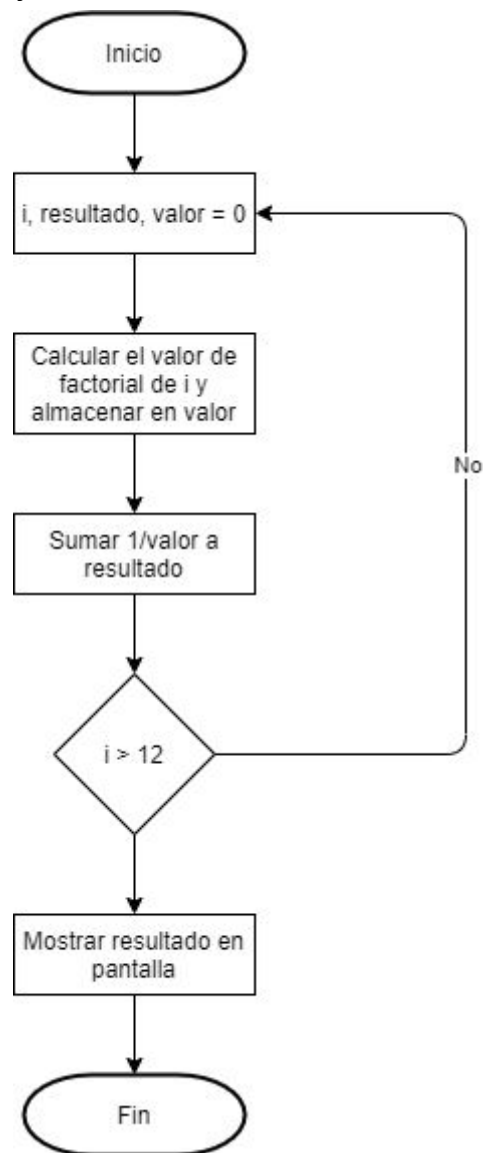 Inicio
i, resultado, valor = 0
Calcular el valor de
factorial de i y
almacenar en valor
No
Sumar 1/valor a
resultado
i > 12
Mostrar resultado en
pantalla
Fin